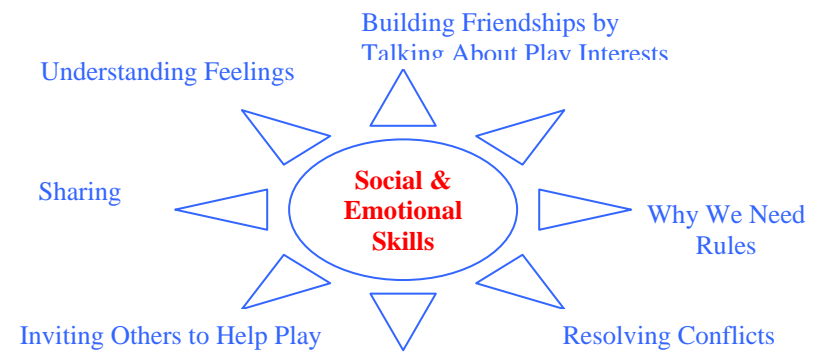 Building Friendships by
Talking About Play Interests
Understanding Feelings
Social &
Emotional
Skills
Sharing
Why We Need
Rules
Inviting Others to Help Play
Resolving Conflicts